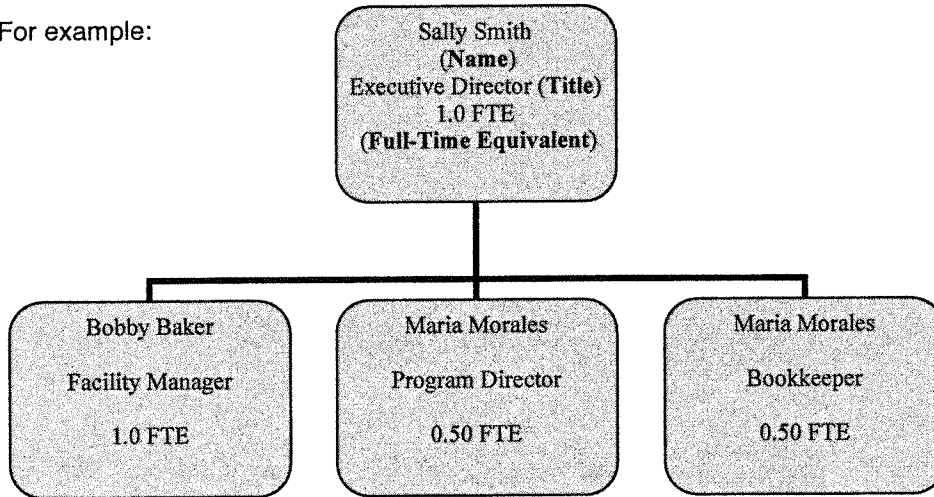 For example:
Sally Smith
(Name)
Executive Director (Title)
1.0 FTE
(Full-Time Equivalent)
Bobby Baker
Facility Manager
1.0 FTE
Maria Morales
Program Director
0.50 FTE
Maria Morales
Bookkeeper
0.50 FTE